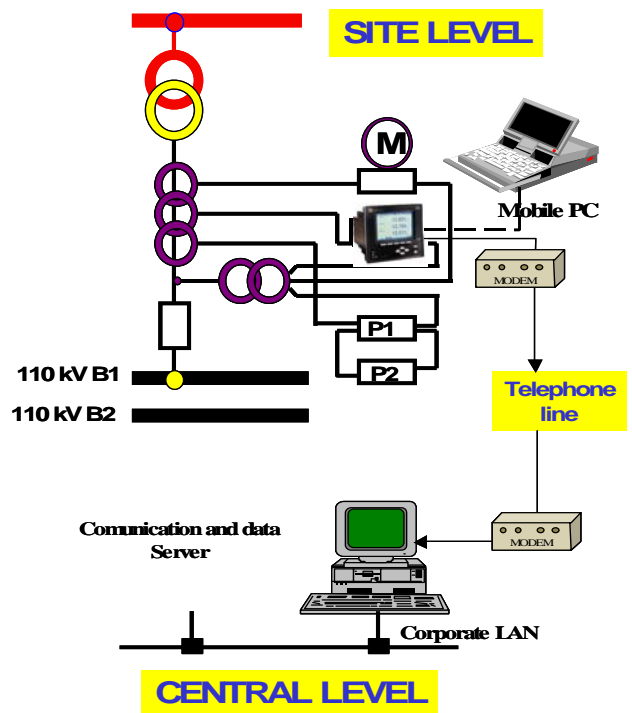 SITE LEVEL
M
Mobile PC
MODEM
P1
P2
110 kV B1
110 kV B2
Telephone
line
MODEM
Comunication and data
Server
Corporate LAN
CENTRAL LEVEL